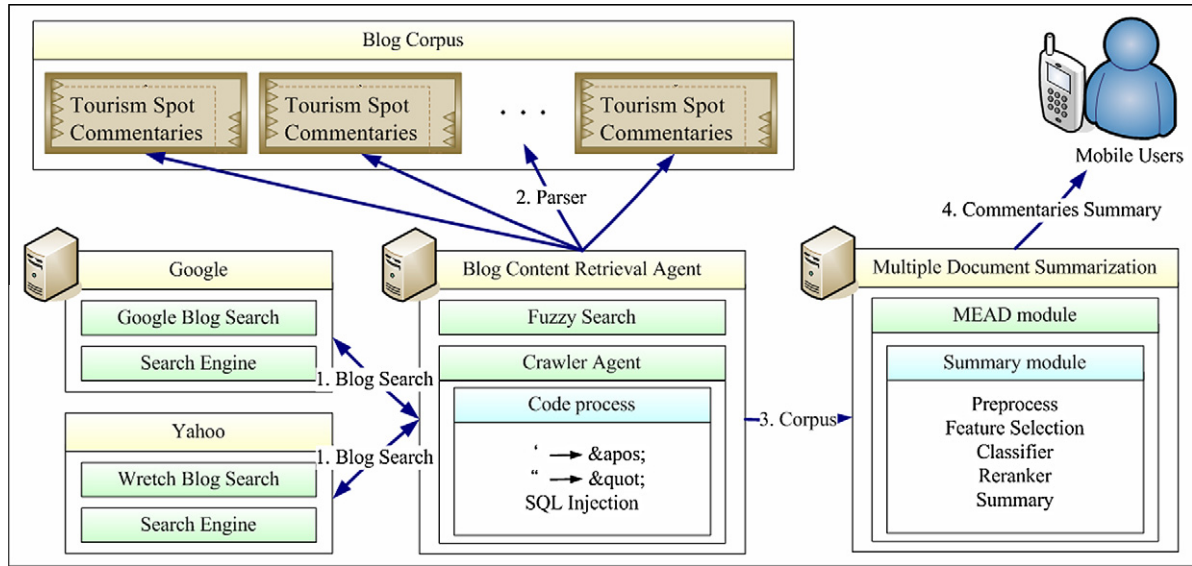 Blog Corpus
Tourism Spot
Commentaries
Tourism Spot
Commentaries
. . .
Tourism Spot
Commentaries
Mobile Users
2. Parser
4. Commentaries Summary
Google
Google Blog Search
Search Engine
1. Blog Search
Yahoo
Wretch Blog Search
Search Engine
1. Blog Search
Blog Content Retrieval Agent
Fuzzy Search
Crawler Agent
Code process
‘ → &apos;
“ → &quot;
SQL Injection
3. Corpus
Multiple Document Summarization
MEAD module
Summary module
Preprocess
Feature Selection
Classifier
Reranker
Summary